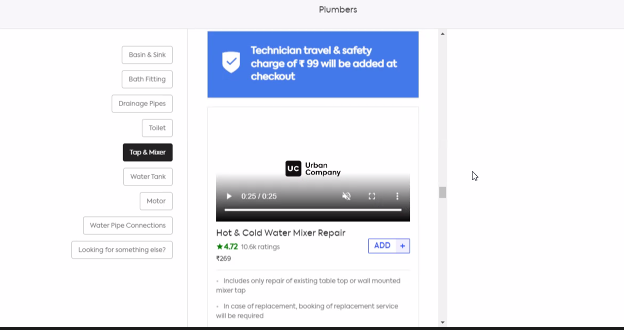 Plumbers
Basin & Sink
Bath Fitting
Drainage Pipes
Toilet
Tap & Mixer
Water Tank
Motor
Water Pipe Connections
Looking for something else?
Technician travel & safety
charge of ₹ 99 will be added at
checkout
UC Urban
Company
0:25 / 0:25
Hot & Cold Water Mixer Repair
4.72 10.6k ratings
₹269
ADD +
Includes only repair of existing table top or wall mounted
mixer tap
In case of replacement, booking of replacement service
will be required